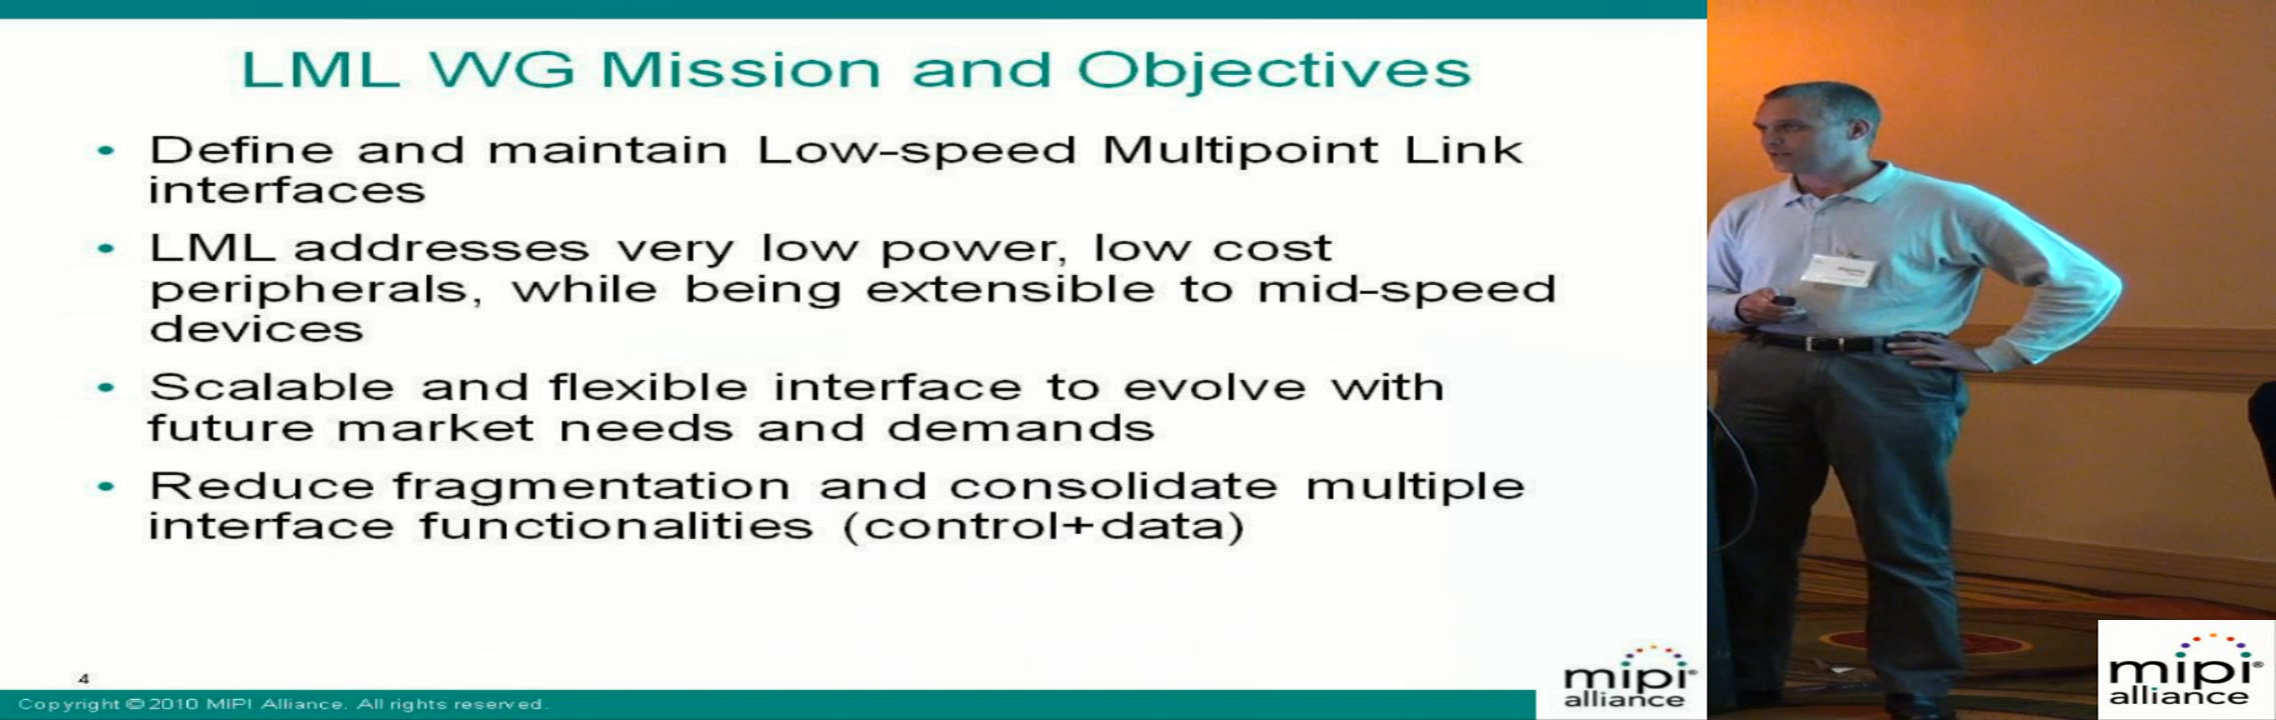 LML WG Mission and Objectives
• Define and maintain Low-speed Multipoint Link
interfaces
• LML addresses very low power, low cost
peripherals, while being extensible to mid-speed
devices
• Scalable and flexible interface to evolve with
future market needs and demands
• Reduce fragmentation and consolidate multiple
interface functionalities (control+data)
4
Copyright © 2010 MIPI Alliance. All rights reserved.
mipi®
alliance
mipi®
alliance